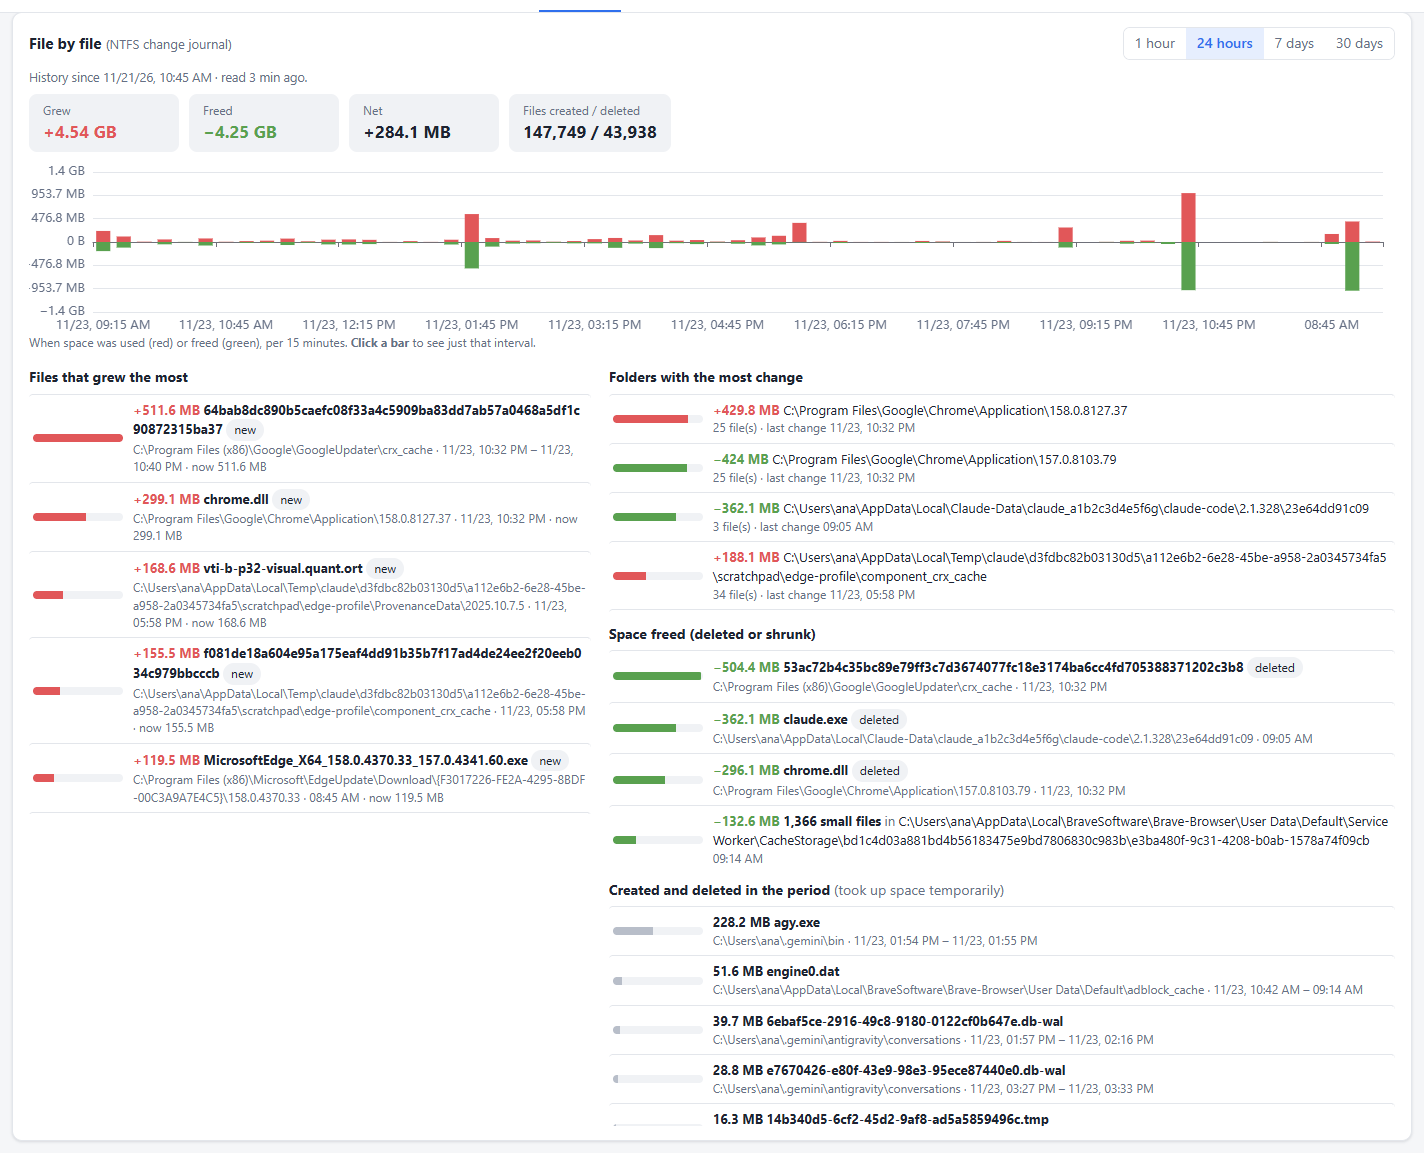 File by file (NTFS change journal)
1 hour 24 hours 7 days 30 days
History since 11/21/26, 10:45 AM · read 3 min ago.
Grew
+4.54 GB
Freed
−4.25 GB
Net
+284.1 MB
Files created / deleted
147,749 / 43,938
1.4 GB
953.7 MB
476.8 MB
0 B
-476.8 MB
-953.7 MB
−1.4 GB
11/23, 09:15 AM 11/23, 10:45 AM 11/23, 12:15 PM 11/23, 01:45 PM 11/23, 03:15 PM 11/23, 04:45 PM 11/23, 06:15 PM 11/23, 07:45 PM 11/23, 09:15 PM 11/23, 10:45 PM 08:45 AM
When space was used (red) or freed (green), per 15 minutes. Click a bar to see just that interval.
Files that grew the most
+511.6 MB 64bab8dc890b5caefc08f33a4c5909ba83dd7ab57a0468a5df1c
90872315ba37 new
C:\Program Files (x86)\Google\GoogleUpdater\crx_cache · 11/23, 10:32 PM – 11/23,
10:40 PM · now 511.6 MB
+299.1 MB chrome.dll new
C:\Program Files\Google\Chrome\Application\158.0.8127.37 · 11/23, 10:32 PM · now
299.1 MB
+168.6 MB vti-b-p32-visual.quant.ort new
C:\Users\ana\AppData\Local\Temp\claude\d3fdbc82b03130d5\a112e6b2-6e28-45be-
a958-2a0345734fa5\scratchpad\edge-profile\ProvenanceData\2025.10.7.5 · 11/23,
05:58 PM · now 168.6 MB
+155.5 MB f081de18a604e95a175eaf4dd91b35b7f17ad4de24ee2f20eeb0
34c979bbcccb new
C:\Users\ana\AppData\Local\Temp\claude\d3fdbc82b03130d5\a112e6b2-6e28-45be-
a958-2a0345734fa5\scratchpad\edge-profile\component_crx_cache · 11/23, 05:58 PM
· now 155.5 MB
+119.5 MB MicrosoftEdge_X64_158.0.4370.33_157.0.4341.60.exe new
C:\Program Files (x86)\Microsoft\EdgeUpdate\Download\{F3017226-FE2A-4295-8BDF
-00C3A9A7E4C5}\158.0.4370.33 · 08:45 AM · now 119.5 MB
Folders with the most change
+429.8 MB C:\Program Files\Google\Chrome\Application\158.0.8127.37
25 file(s) · last change 11/23, 10:32 PM
−424 MB C:\Program Files\Google\Chrome\Application\157.0.8103.79
25 file(s) · last change 11/23, 10:32 PM
−362.1 MB C:\Users\ana\AppData\Local\Claude-Data\claude_a1b2c3d4e5f6g\claude-code\2.1.328\23e64dd91c09
3 file(s) · last change 09:05 AM
+188.1 MB C:\Users\ana\AppData\Local\Temp\claude\d3fdbc82b03130d5\a112e6b2-6e28-45be-a958-2a0345734fa5
\scratchpad\edge-profile\component_crx_cache
34 file(s) · last change 11/23, 05:58 PM
Space freed (deleted or shrunk)
−504.4 MB 53ac72b4c35bc89e79ff3c7d3674077fc18e3174ba6cc4fd705388371202c3b8 deleted
C:\Program Files (x86)\Google\GoogleUpdater\crx_cache · 11/23, 10:32 PM
−362.1 MB claude.exe deleted
C:\Users\ana\AppData\Local\Claude-Data\claude_a1b2c3d4e5f6g\claude-code\2.1.328\23e64dd91c09 · 09:05 AM
−296.1 MB chrome.dll deleted
C:\Program Files\Google\Chrome\Application\157.0.8103.79 · 11/23, 10:32 PM
−132.6 MB 1,366 small files in C:\Users\ana\AppData\Local\BraveSoftware\Brave-Browser\User Data\Default\Service
Worker\CacheStorage\bd1c4d03a881bd4b56183475e9bd7806830c983b\e3ba480f-9c31-4208-b0ab-1578a74f09cb
09:14 AM
Created and deleted in the period (took up space temporarily)
228.2 MB agy.exe
C:\Users\ana\.gemini\bin · 11/23, 01:54 PM – 11/23, 01:55 PM
51.6 MB engine0.dat
C:\Users\ana\AppData\Local\BraveSoftware\Brave-Browser\User Data\Default\adblock_cache · 11/23, 10:42 AM – 09:14 AM
39.7 MB 6ebaf5ce-2916-49c8-9180-0122cf0b647e.db-wal
C:\Users\ana\.gemini\antigravity\conversations · 11/23, 01:57 PM – 11/23, 02:16 PM
28.8 MB e7670426-e80f-43e9-98e3-95ece87440e0.db-wal
C:\Users\ana\.gemini\antigravity\conversations · 11/23, 03:27 PM – 11/23, 03:33 PM
16.3 MB 14b340d5-6cf2-45d2-9af8-ad5a5859496c.tmp